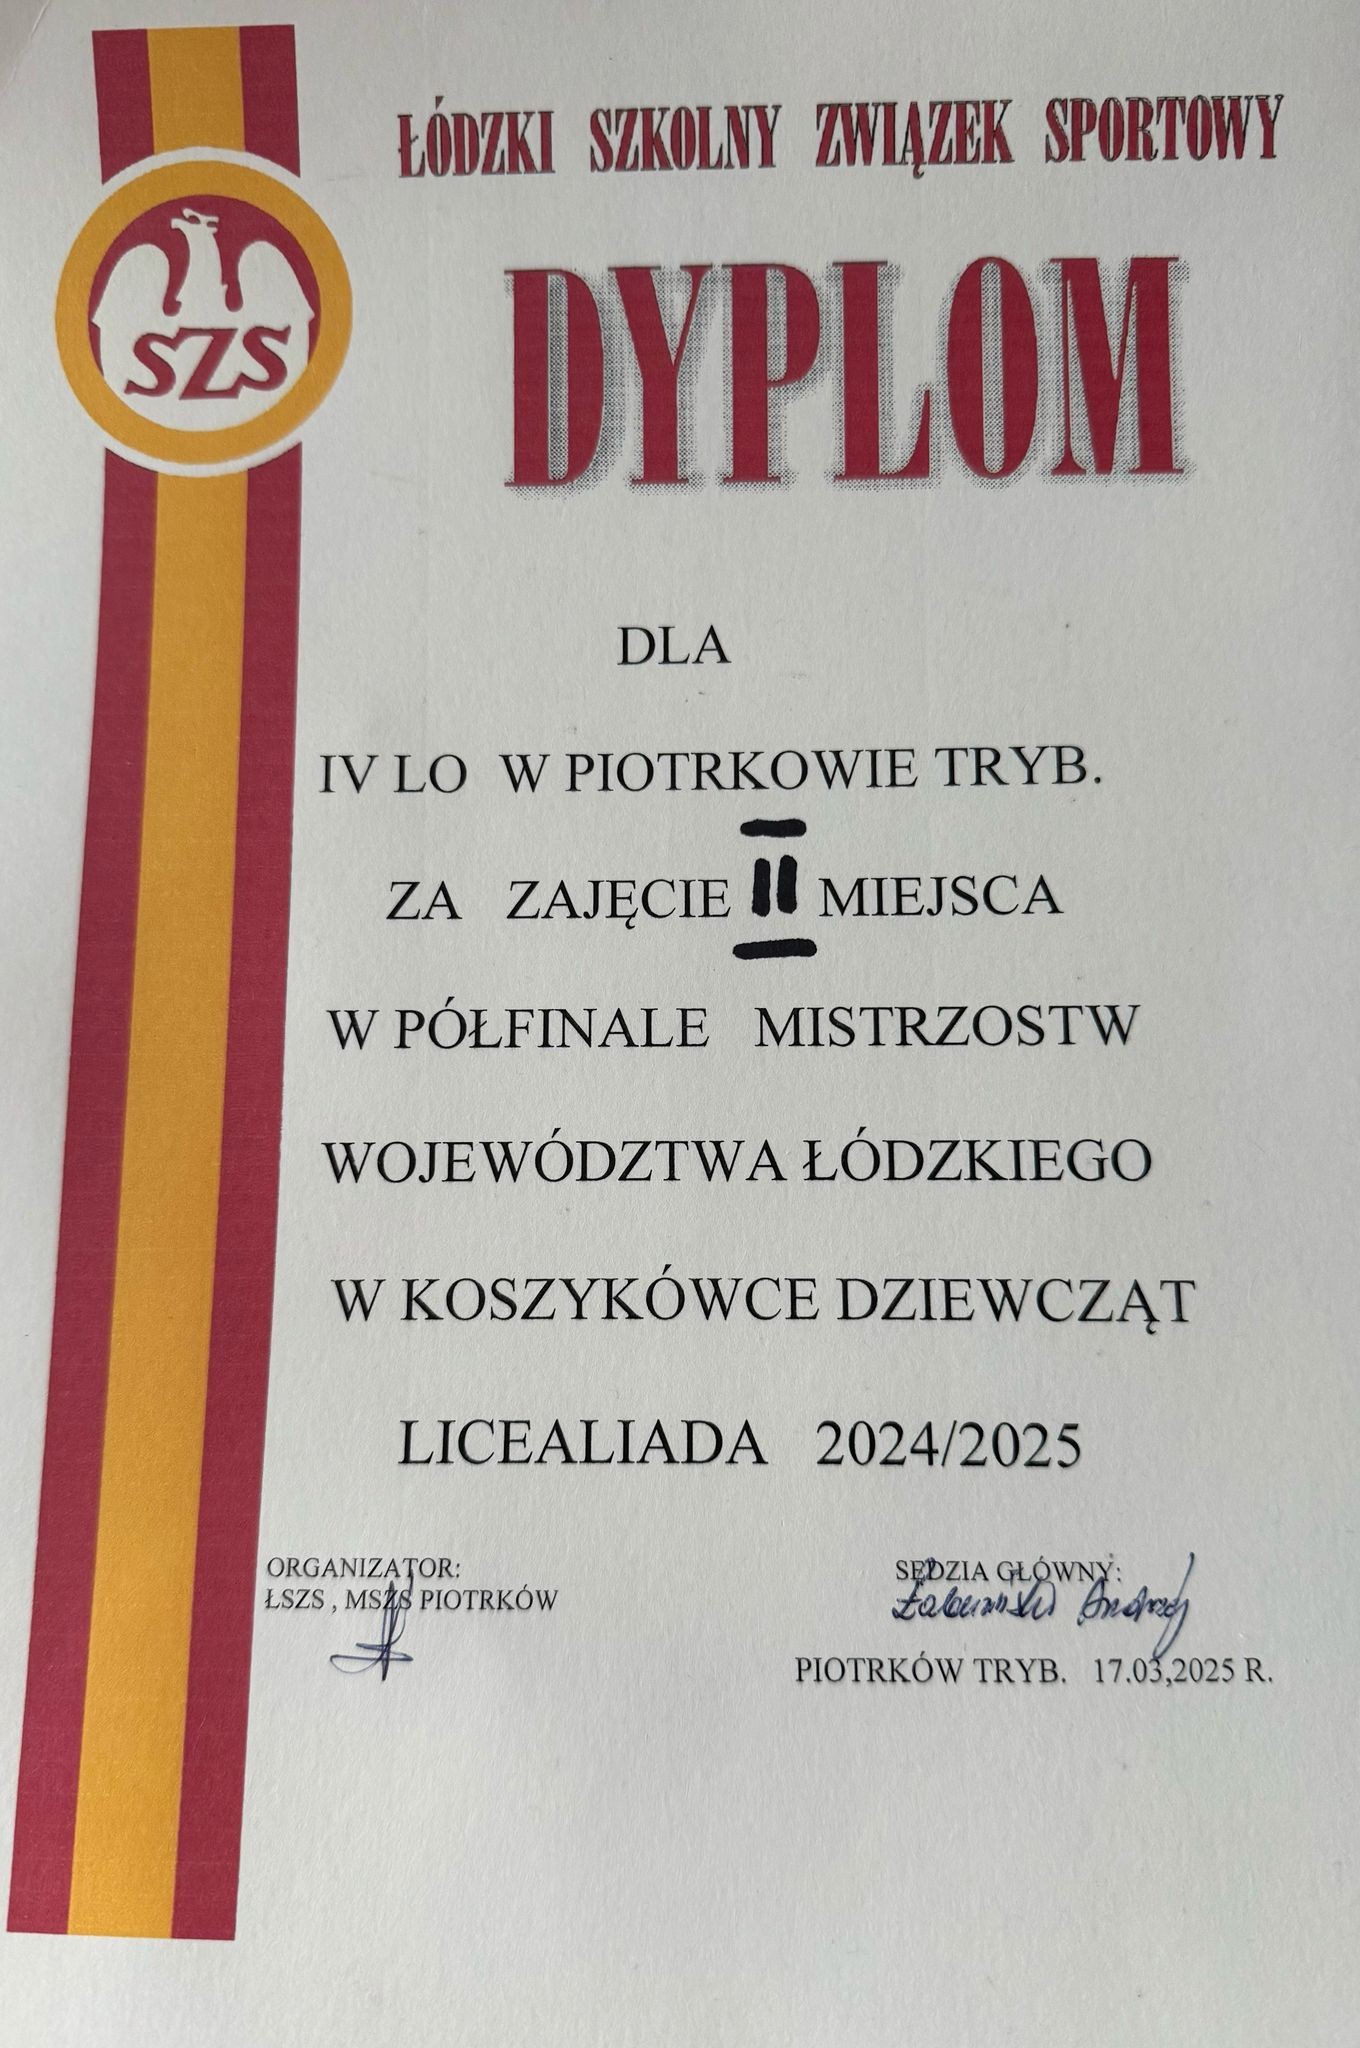 ŁÓDZKI SZKOLNY ZWIĄZEK SPORTOWY
SZS
DYPLOM
DLA
IV LO W PIOTRKOWIE TRYB.
ZA ZAJĘCIE II MIEJSCA
W PÓŁFINALE MISTRZOSTW
WOJEWÓDZTWA ŁÓDZKIEGO
W KOSZYKÓWCE DZIEWCZĄT
LICEALIADA 2024/2025
ORGANIZATOR:
ŁSZS , MSZS PIOTRKÓW
SĘDZIA GŁÓWNY:
Andrzej
PIOTRKÓW TRYB. 17.03,2025 R.